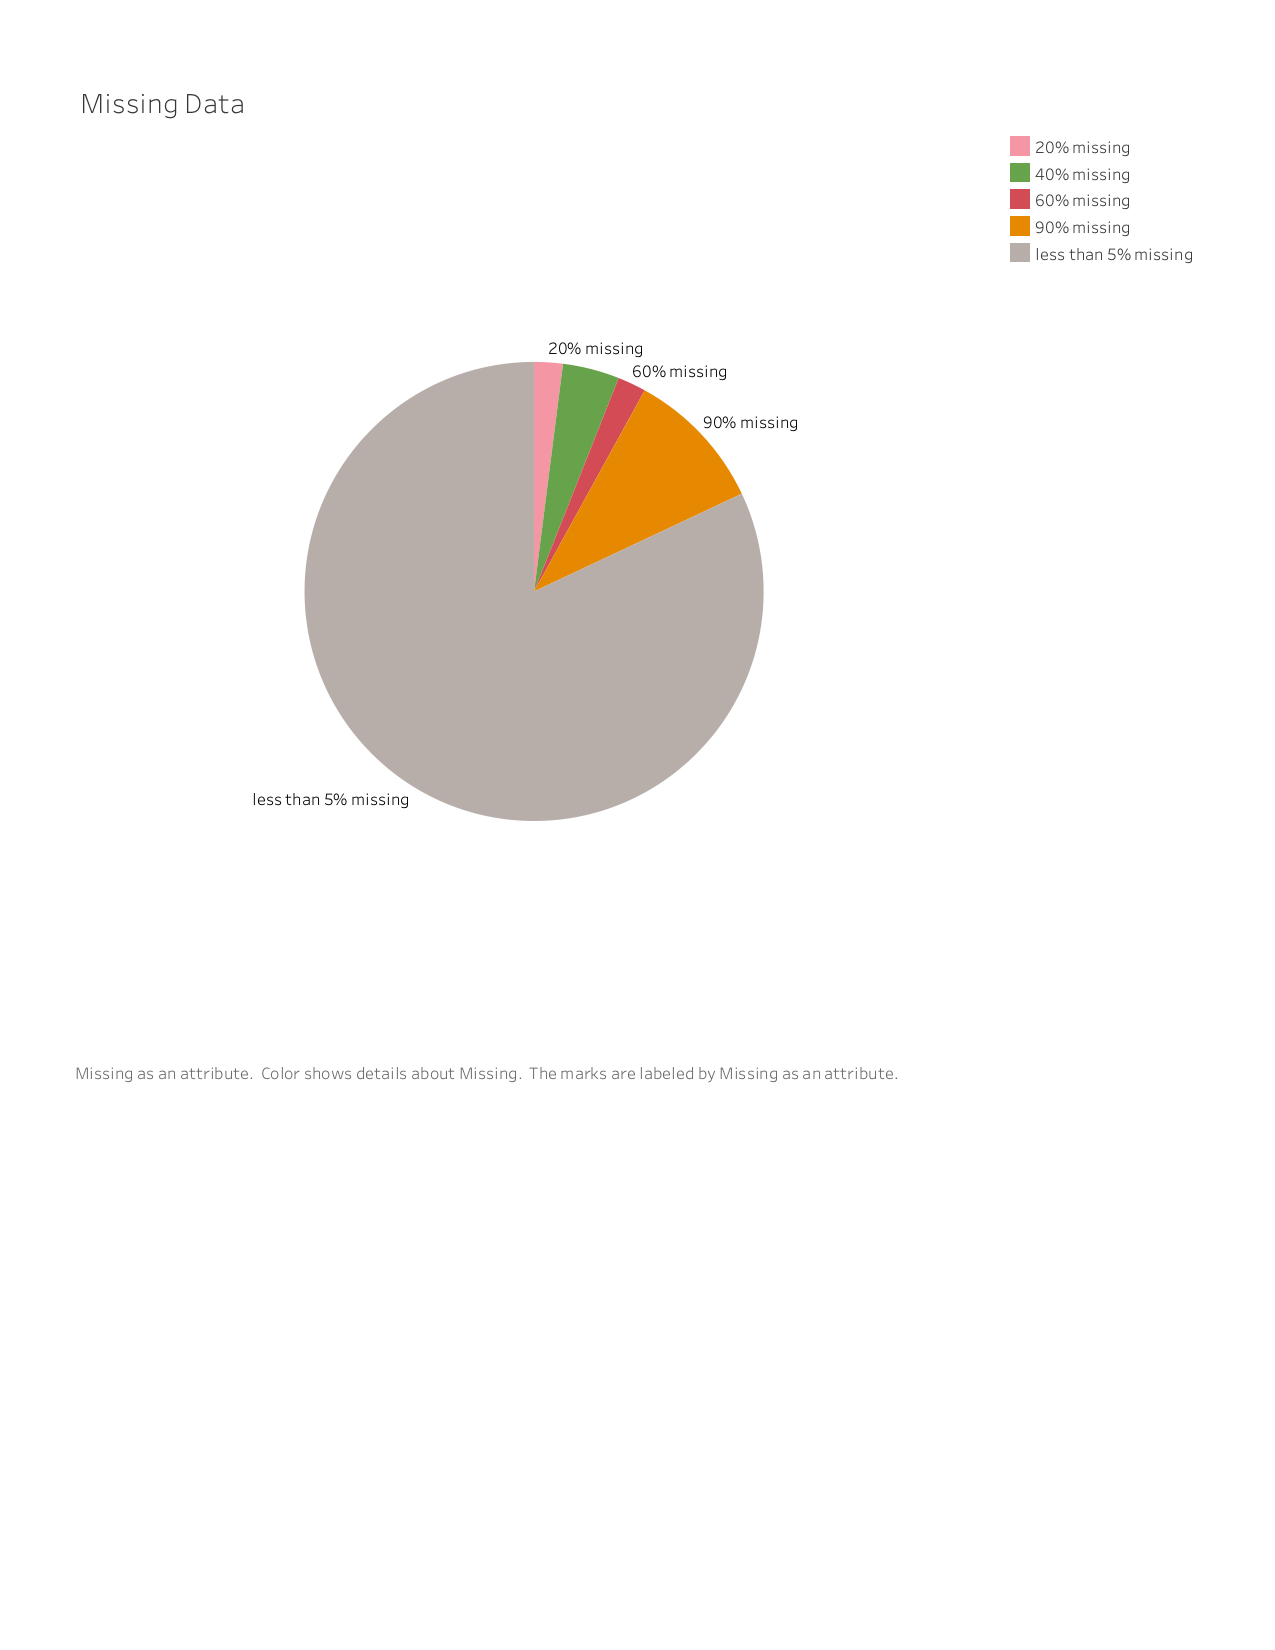 Missing Data
20% missing
40% missing
60% missing
90% missing
less than 5% missing
20% missing
60% missing
90% missing
less than 5% missing
Missing as an attribute.  Color shows details about Missing.  The marks are labeled by Missing as an attribute.